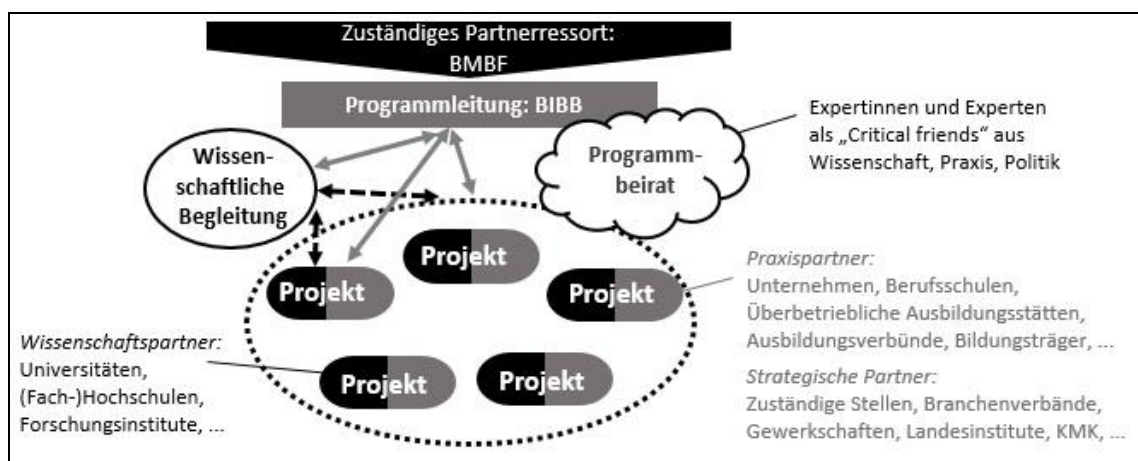 Zuständiges Partnerressort:
BMBF
Programmleitung: BIBB
Expertinnen und Experten
als „Critical friends“ aus
Wissenschaft, Praxis, Politik
Programm-
beirat
Wissen-
schaftliche
Begleitung
Projekt
Projekt
Projekt
Projekt
Projekt
Praxispartner:
Unternehmen, Berufsschulen,
Überbetriebliche Ausbildungsstätten,
Ausbildungsverbünde, Bildungsträger, ...
Wissenschaftspartner:
Universitäten,
(Fach-)Hochschulen,
Forschungsinstitute, ...
Strategische Partner:
Zuständige Stellen, Branchenverbände,
Gewerkschaften, Landesinstitute, KMK, ...